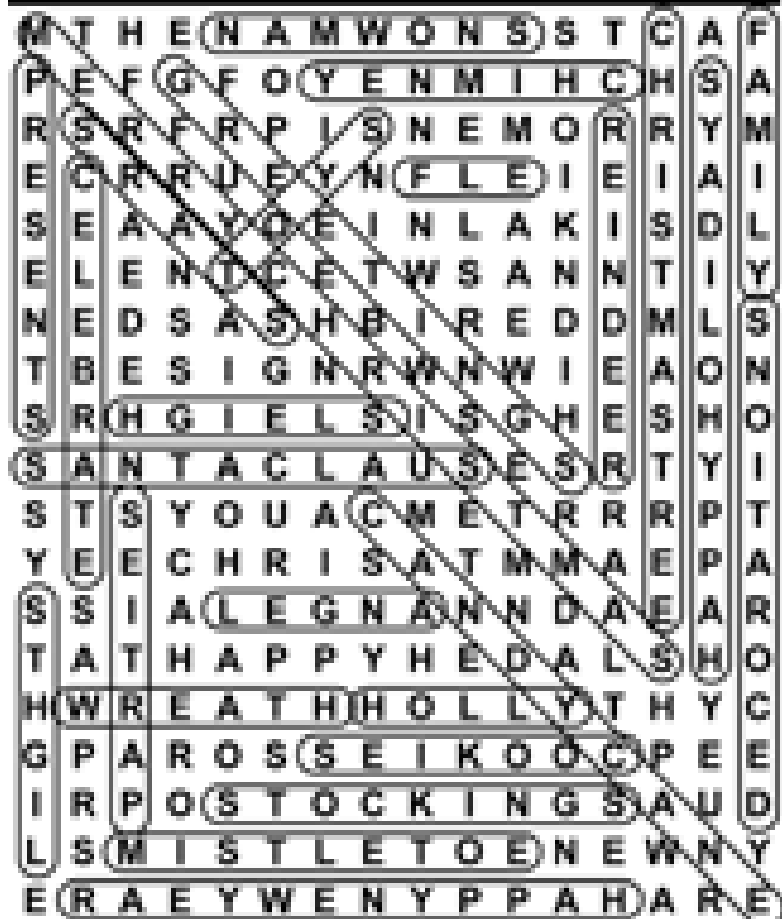 M T H E N A M W O N S S T C A F
P E F G F O Y E N M I H C H S A
R S R F R P I S N E M O R R Y M
E C R R U E Y N F L E I E I A I
S E A A Y O E I N L A K I S D L
E L E N T C E T W S A N N T I Y
N E D S A S H B I R E D D M L S
T B E S I G N R W N W I E A O N
S R H G I E L S I S G H E S H O
S A N T A C L A U S E S R T Y I
S T S Y O U A C M E T R R R P T
Y E E C H R I S A T M M A E P A
S S I A L E G N A N N D A E A R
T A T H A P P Y H E D A L S H O
H W R E A T H H O L L Y T H Y C
G P A R O S S E I K O O C P E E
I R P O S T O C K I N G S A U D
L S M I S T L E T O E N E W N Y
E R A E Y W E N Y P P A H A R E